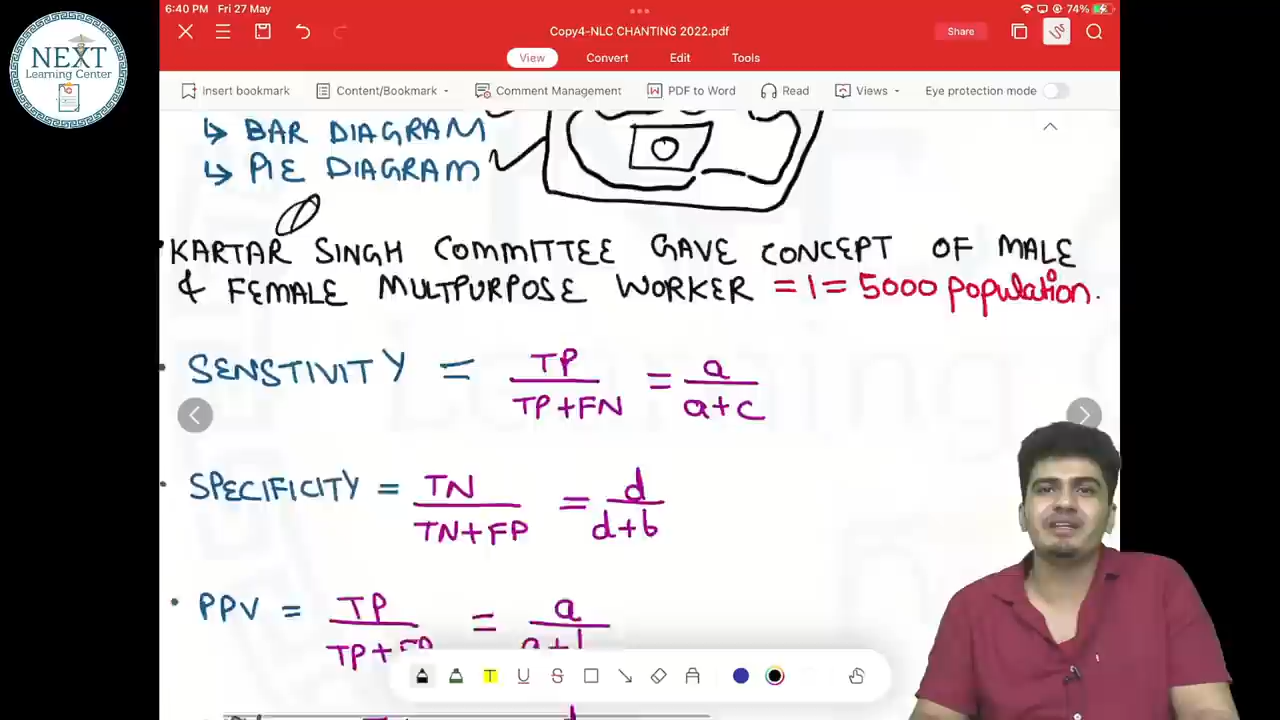 6:40 PM Fri 27 May
74%
NEXT
Learning Center
Copy4-NLC CHANTING 2022.pdf
Share
View Convert Edit Tools
Insert bookmark Content/Bookmark Comment Management PDF to Word Read Views Eye protection mode
↳ BAR DIAGRAM
↳ PIE DIAGRAM
• KARTAR SINGH COMMITTEE GAVE CONCEPT OF MALE
& FEMALE MULTPURPOSE WORKER = 1 = 5000 population.
• SENSTIVITY = TP / TP+FN = a / a+c
• SPECIFICITY = TN / TN+FP = d / d+b
• PPV = TP / TP+FP = a